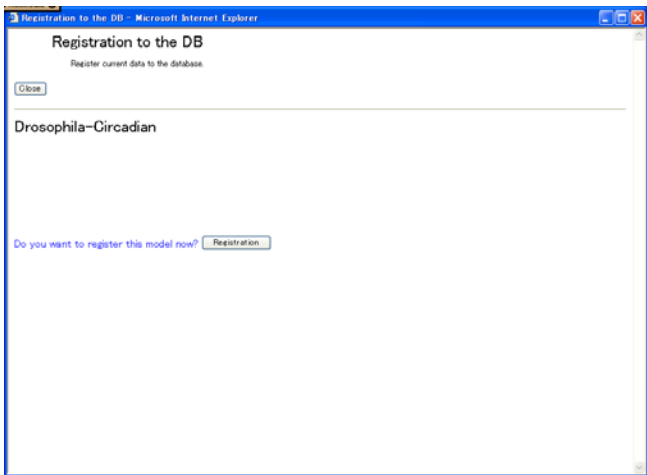 Registration to the DB - Microsoft Internet Explorer
Registration to the DB
Register current data to the database.
Close
Drosophila-Circadian
Do you want to register this model now? Registration